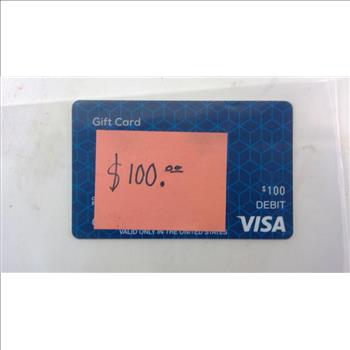 Gift Card
$100.00
$100
DEBIT
VISA
VALID ONLY IN THE UNITED STATES